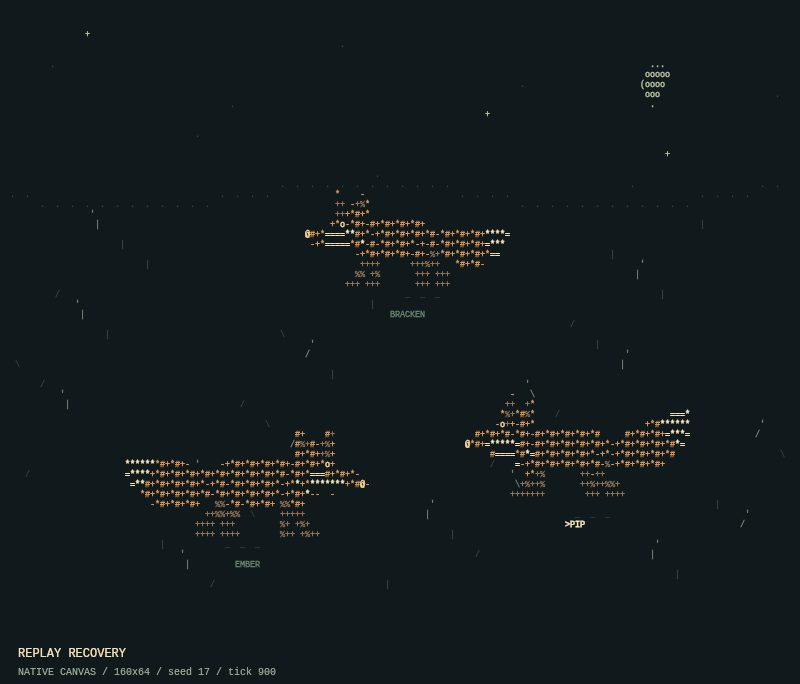 BRACKEN
>PIP
EMBER
REPLAY RECOVERY
NATIVE CANVAS / 160x64 / seed 17 / tick 900